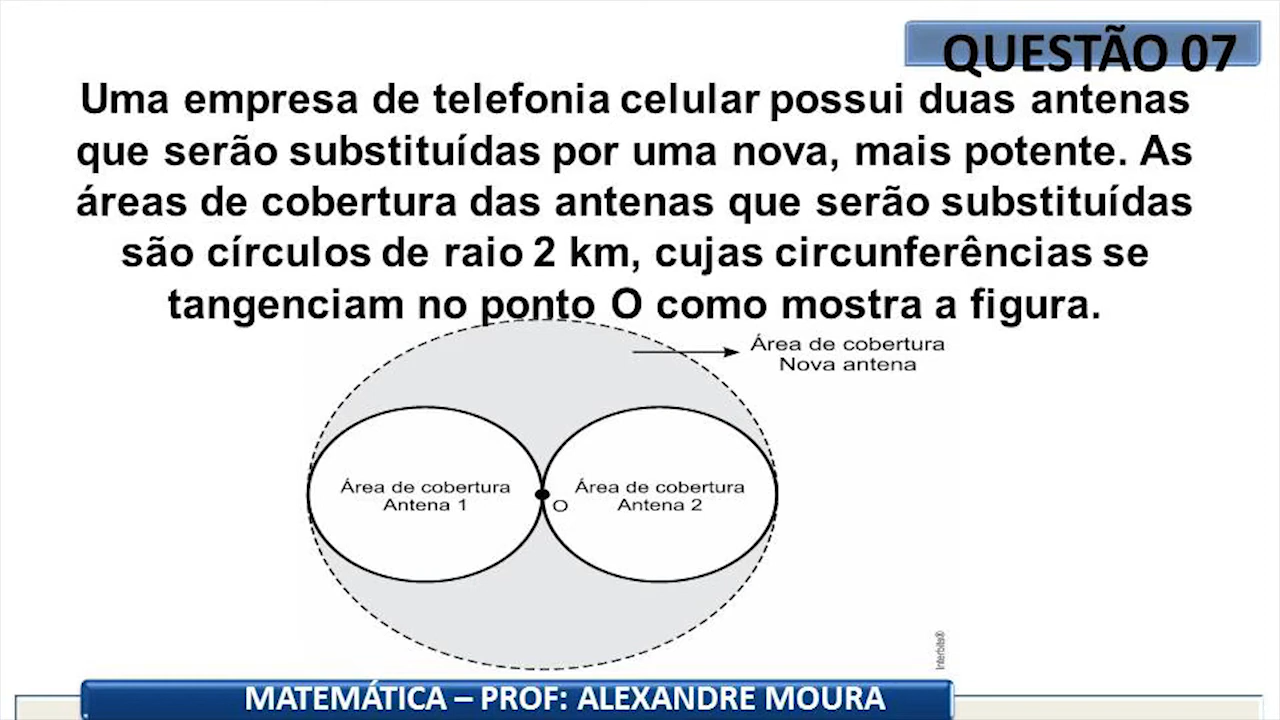 QUESTÃO 07
Uma empresa de telefonia celular possui duas antenas
que serão substituídas por uma nova, mais potente. As
áreas de cobertura das antenas que serão substituídas
são círculos de raio 2 km, cujas circunferências se
tangenciam no ponto O como mostra a figura.
Área de cobertura
Nova antena
Área de cobertura
Antena 1
O
Área de cobertura
Antena 2
Interbits®
MATEMÁTICA – PROF: ALEXANDRE MOURA